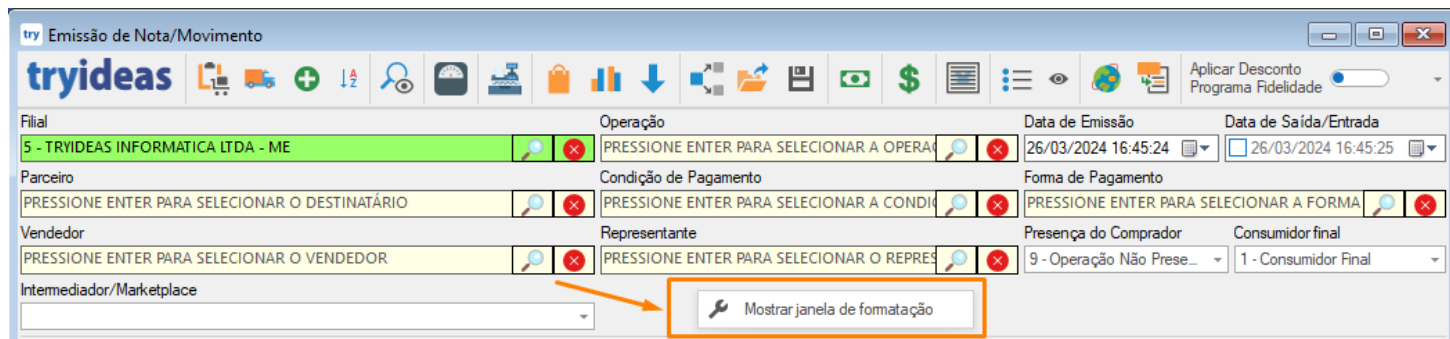 try Emissão de Nota/Movimento
tryideas Aplicar Desconto
Programa Fidelidade
Filial Operação Data de Emissão Data de Saída/Entrada
5 - TRYIDEAS INFORMATICA LTDA - ME PRESSIONE ENTER PARA SELECIONAR A OPERAÇ 26/03/2024 16:45:24 26/03/2024 16:45:25
Parceiro Condição de Pagamento Forma de Pagamento
PRESSIONE ENTER PARA SELECIONAR O DESTINATÁRIO PRESSIONE ENTER PARA SELECIONAR A CONDI PRESSIONE ENTER PARA SELECIONAR A FORMA
Vendedor Representante Presença do Comprador Consumidor final
PRESSIONE ENTER PARA SELECIONAR O VENDEDOR PRESSIONE ENTER PARA SELECIONAR O REPRES 9 - Operação Não Prese... 1 - Consumidor Final
Intermediador/Marketplace
Mostrar janela de formatação